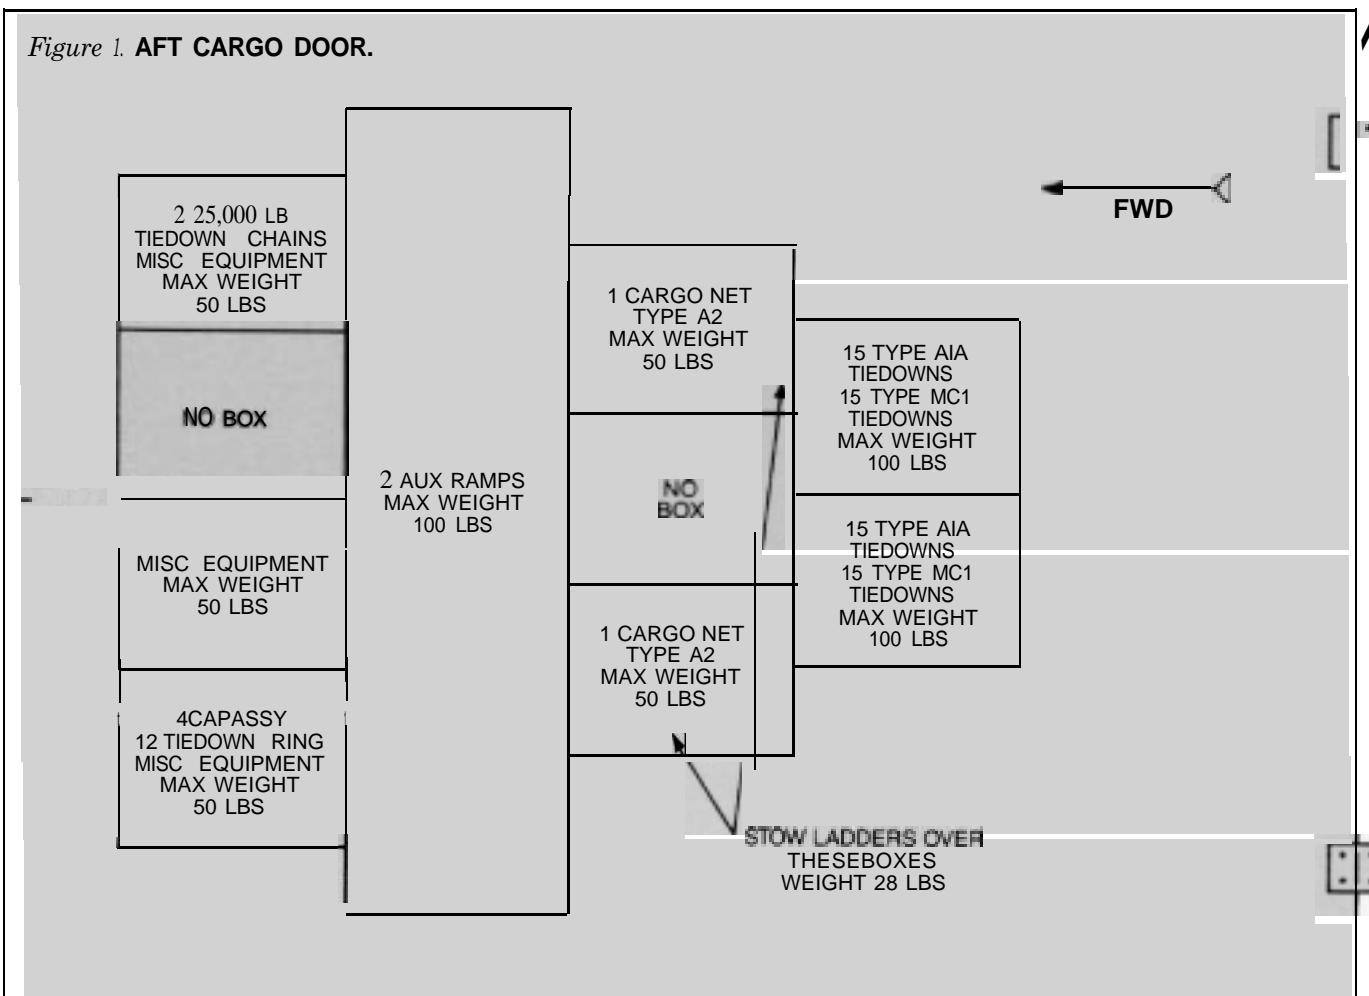 Figure 1. AFT CARGO DOOR.
FWD
2 25,000 LB
TIEDOWN CHAINS
MISC EQUIPMENT
MAX WEIGHT
50 LBS
NO BOX
MISC EQUIPMENT
MAX WEIGHT
50 LBS
4CAPASSY
12 TIEDOWN RING
MISC EQUIPMENT
MAX WEIGHT
50 LBS
2 AUX RAMPS
MAX WEIGHT
100 LBS
1 CARGO NET
TYPE A2
MAX WEIGHT
50 LBS
NO
BOX
1 CARGO NET
TYPE A2
MAX WEIGHT
50 LBS
15 TYPE AIA
TIEDOWNS
15 TYPE MC1
TIEDOWNS
MAX WEIGHT
100 LBS
15 TYPE AIA
TIEDOWNS
15 TYPE MC1
TIEDOWNS
MAX WEIGHT
100 LBS
STOW LADDERS OVER
THESEBOXES
WEIGHT 28 LBS